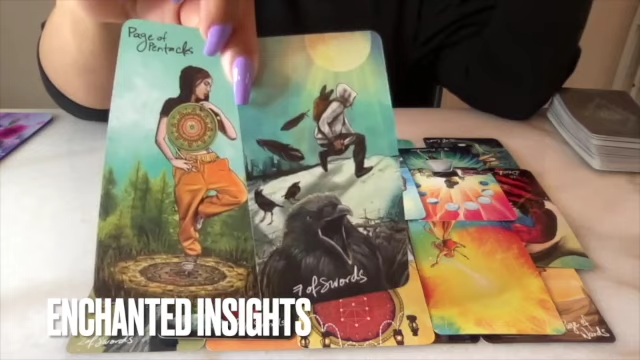 Page of
Pentacles
7 of Swords
ENCHANTED INSIGHTS